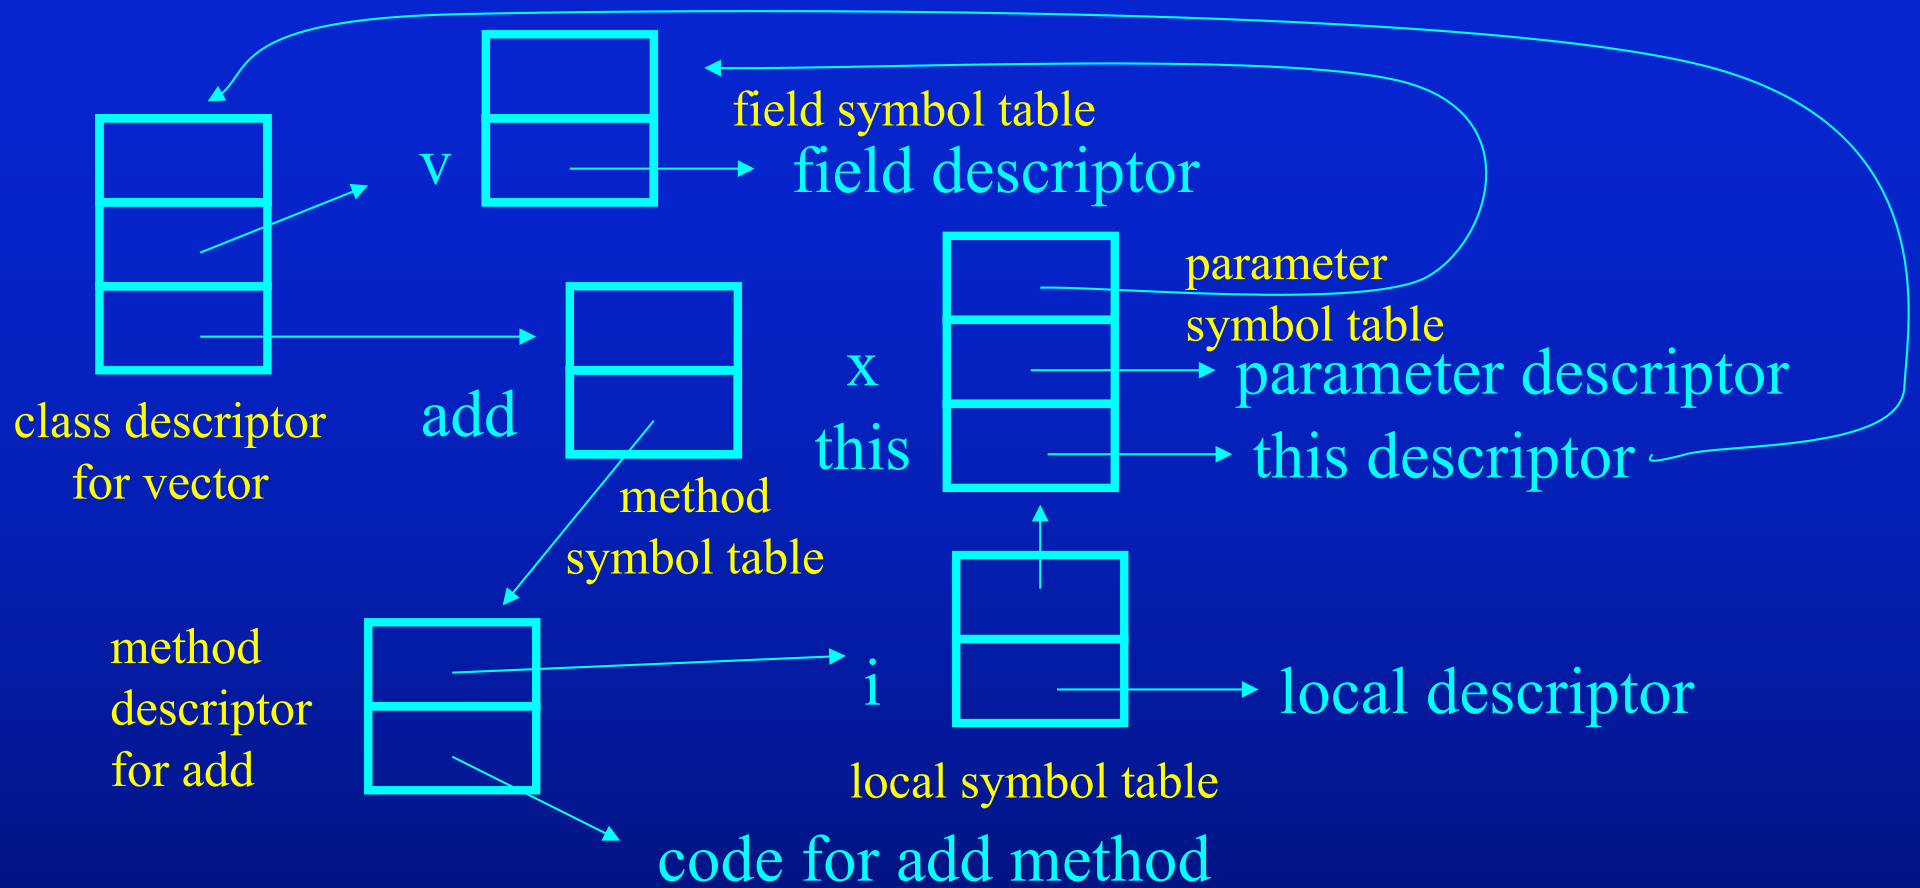 field symbol table
v
field descriptor
parameter
symbol table
x
parameter descriptor
class descriptor
for vector
add
this
this descriptor
method
symbol table
method
descriptor
for add
i
local descriptor
local symbol table
code for add method